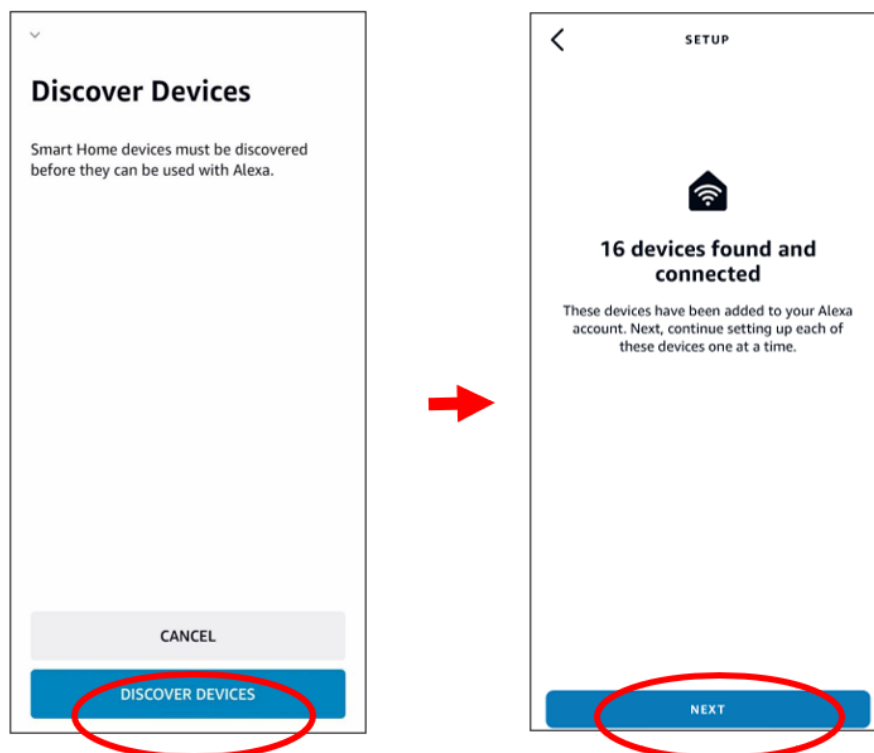 Discover Devices
Smart Home devices must be discovered
before they can be used with Alexa.
CANCEL
DISCOVER DEVICES
SETUP
16 devices found and
connected
These devices have been added to your Alexa
account. Next, continue setting up each of
these devices one at a time.
NEXT